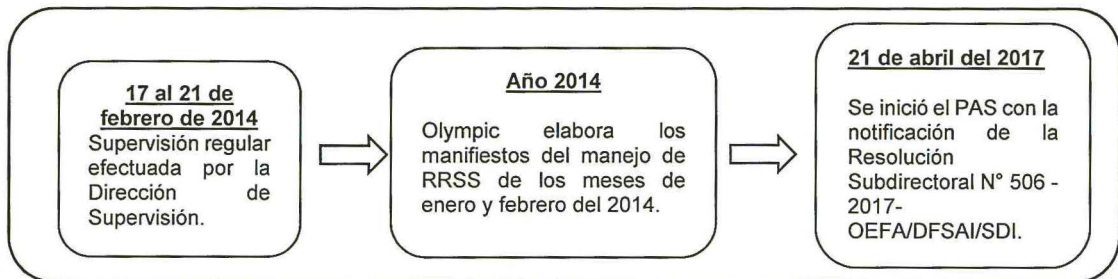 17 al 21 de
febrero de 2014
Supervisión regular
efectuada por la
Dirección de
Supervisión.
Año 2014
Olympic elabora los
manifiestos del manejo de
RRSS de los meses de
enero y febrero del 2014.
21 de abril del 2017
Se inició el PAS con la
notificación de la
Resolución
Subdirectoral N° 506 -
2017-
OEFA/DFSAI/SDI.